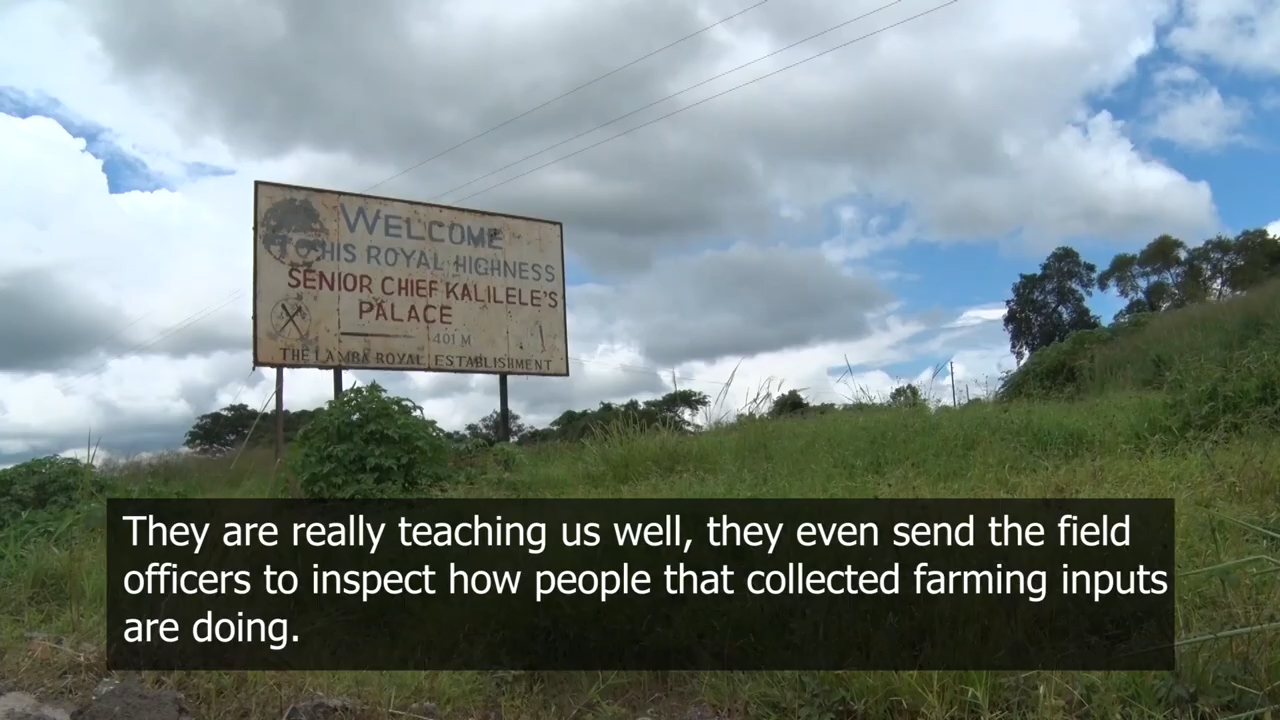 WELCOME
TO HIS ROYAL HIGHNESS
SENIOR CHIEF KALILELE'S
PALACE
401 M
THE LAMBA ROYAL ESTABLISHMENT
They are really teaching us well, they even send the field
officers to inspect how people that collected farming inputs
are doing.